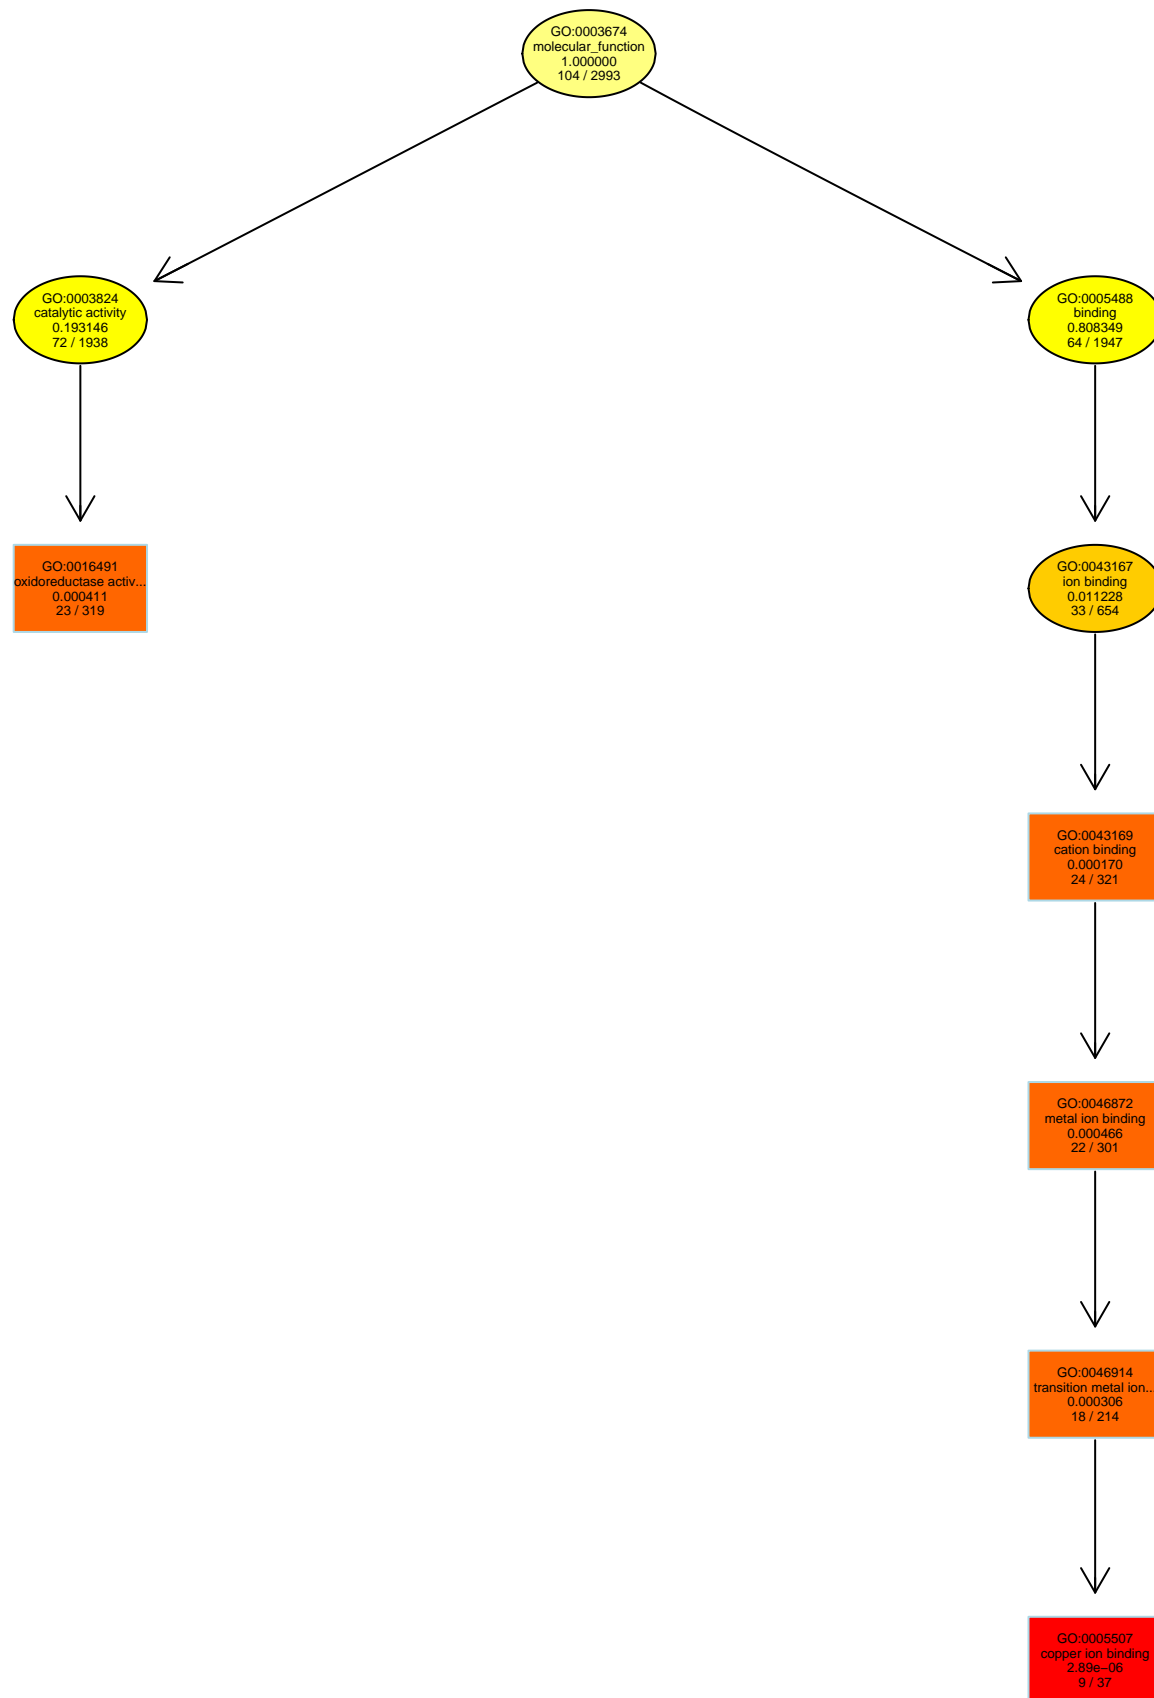 GO:0003674
molecular_function
1.000000
104 / 2993
GO:0003824
catalytic activity
0.193146
72 / 1938
GO:0005488
binding
0.808349
64 / 1947
GO:0016491
oxidoreductase activ...
0.000411
23 / 319
GO:0043167
ion binding
0.011228
33 / 654
GO:0043169
cation binding
0.000170
24 / 321
GO:0046872
metal ion binding
0.000466
22 / 301
GO:0046914
transition metal ion...
0.000306
18 / 214
GO:0005507
copper ion binding
2.89e−06
9 / 37